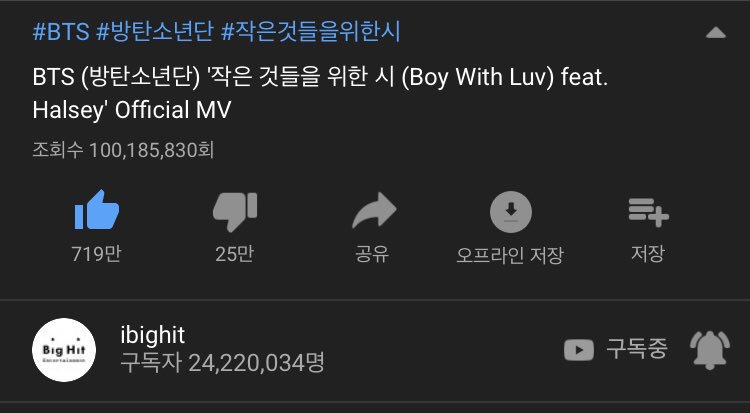 #BTS #방탄소년단 #작은것들을위한시
BTS (방탄소년단) '작은 것들을 위한 시 (Boy With Luv) feat.
Halsey' Official MV
조회수 100,185,830회
719만 25만 공유 오프라인 저장 저장
Big Hit
Entertainment
ibighit
구독자 24,220,034명
구독중